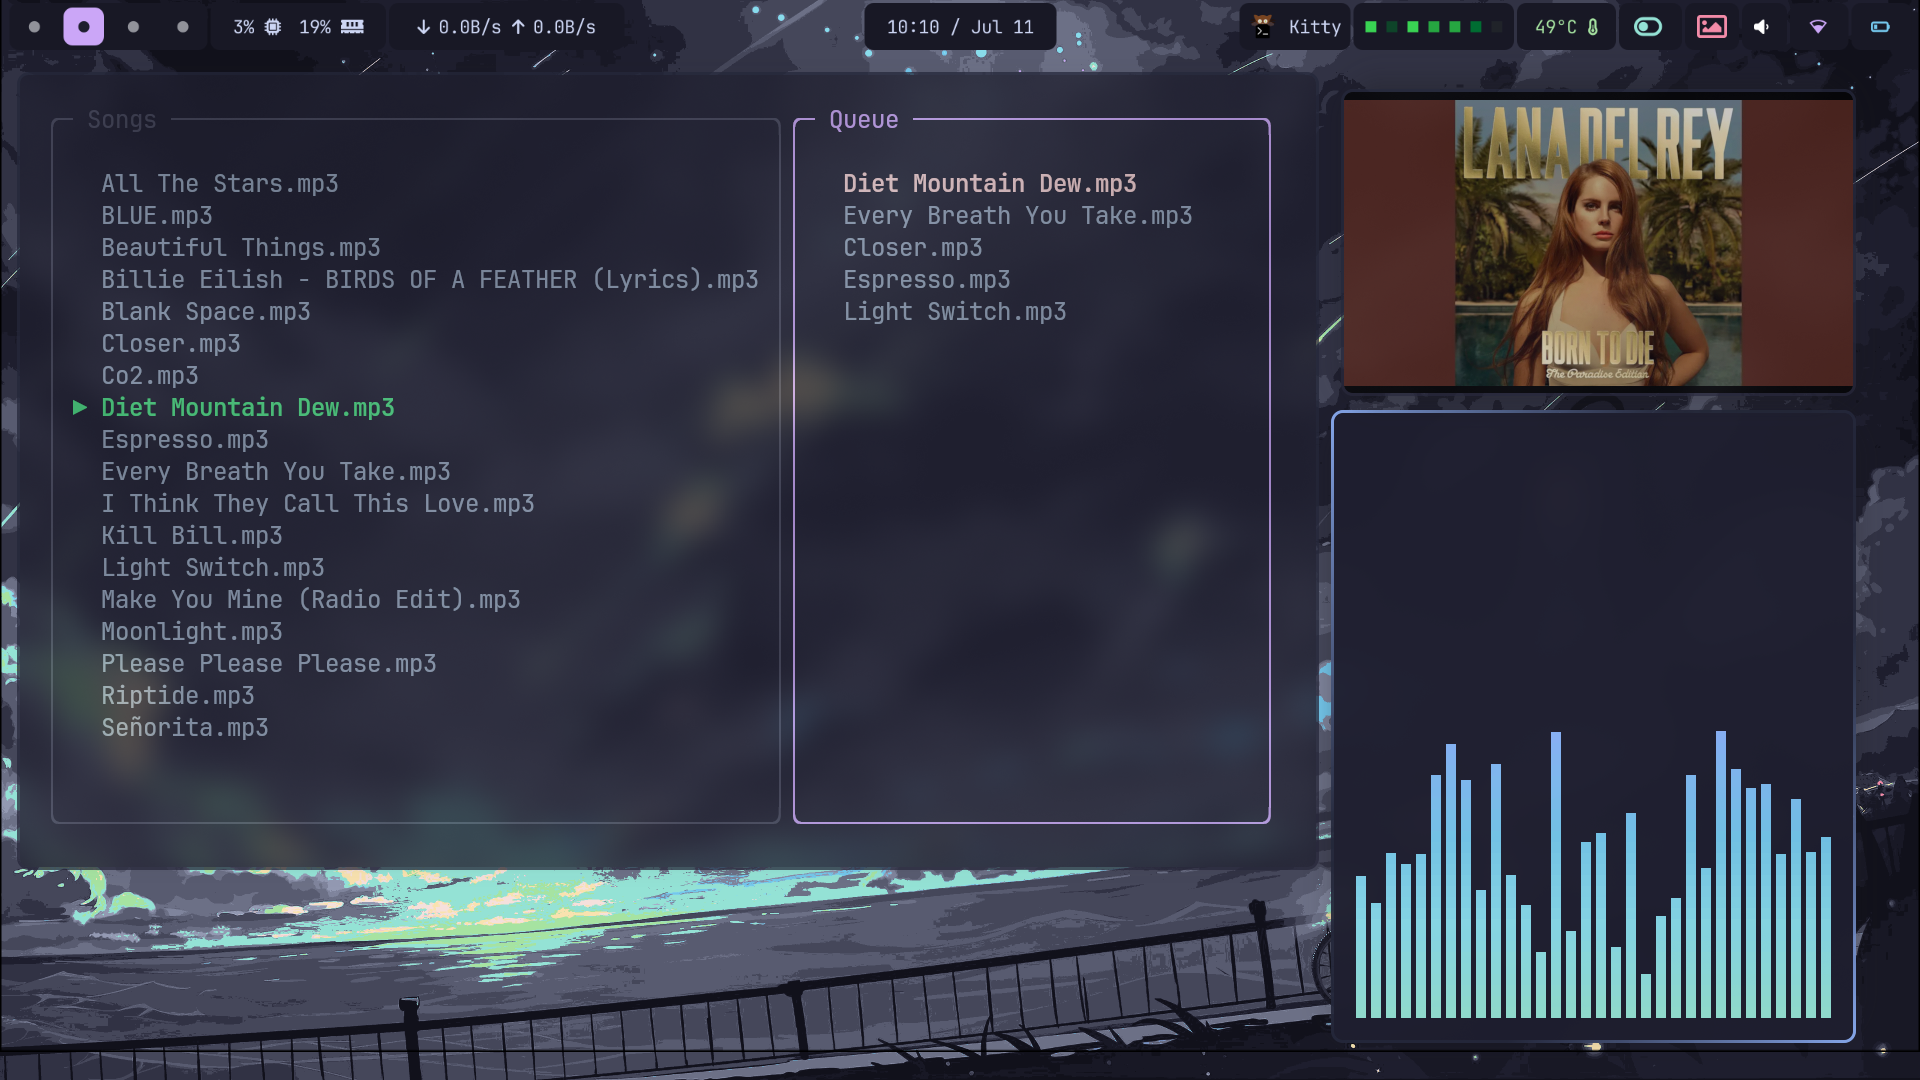 3% 19% 0.0B/s 0.0B/s 10:10 / Jul 11 Kitty 49°C
Songs
All The Stars.mp3
BLUE.mp3
Beautiful Things.mp3
Billie Eilish - BIRDS OF A FEATHER (Lyrics).mp3
Blank Space.mp3
Closer.mp3
Co2.mp3
Diet Mountain Dew.mp3
Espresso.mp3
Every Breath You Take.mp3
I Think They Call This Love.mp3
Kill Bill.mp3
Light Switch.mp3
Make You Mine (Radio Edit).mp3
Moonlight.mp3
Please Please Please.mp3
Riptide.mp3
Señorita.mp3
Queue
Diet Mountain Dew.mp3
Every Breath You Take.mp3
Closer.mp3
Espresso.mp3
Light Switch.mp3
LANA DEL REY
BORN TO DIE
The Paradise Edition